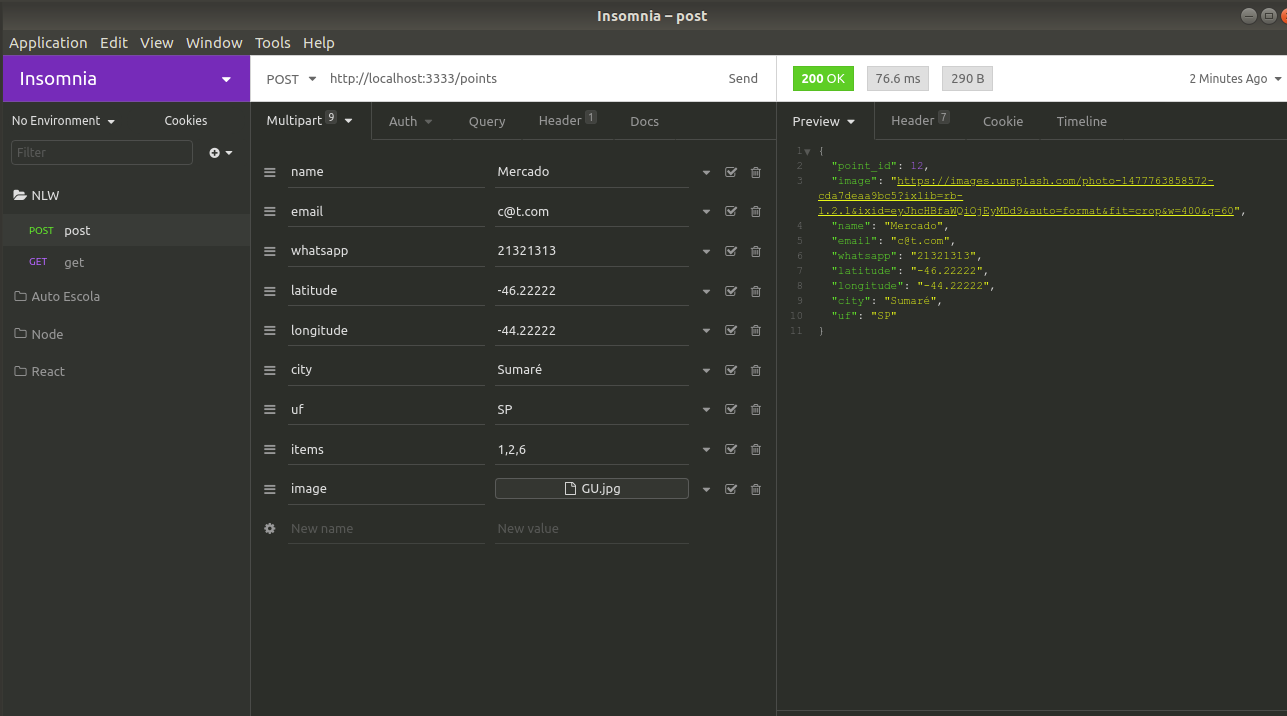 Insomnia – post
Application Edit View Window Tools Help
Insomnia
POST http://localhost:3333/points Send
200 OK 76.6 ms 290 B 2 Minutes Ago
No Environment Cookies
Multipart 9 Auth Query Header 1 Docs
Preview Header 7 Cookie Timeline
Filter
NLW
POST post
GET get
Auto Escola
Node
React
name Mercado
email c@t.com
whatsapp 21321313
latitude -46.22222
longitude -44.22222
city Sumaré
uf SP
items 1,2,6
image GU.jpg
New name New value
1 {
2 "point_id": 12,
3 "image": "https://images.unsplash.com/photo-1477763858572-
cda7deaa9bc5?ixlib=rb-
1.2.1&ixid=eyJhcHBfaWQiOjEyMDd9&auto=format&fit=crop&w=400&q=60",
4 "name": "Mercado",
5 "email": "c@t.com",
6 "whatsapp": "21321313",
7 "latitude": "-46.22222",
8 "longitude": "-44.22222",
9 "city": "Sumaré",
10 "uf": "SP"
11 }